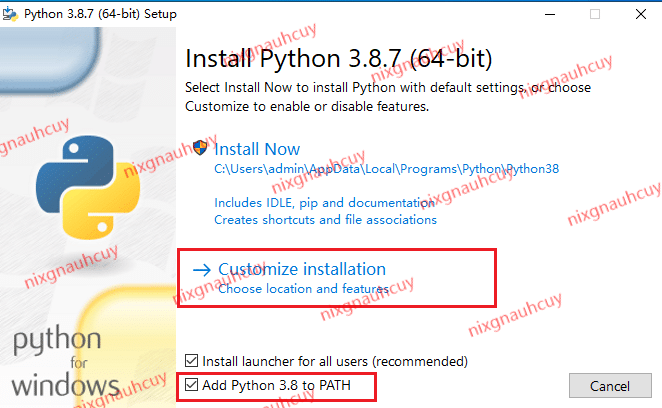 Python 3.8.7 (64-bit) Setup
Install Python 3.8.7 (64-bit)
Select Install Now to install Python with default settings, or choose
Customize to enable or disable features.
Install Now
C:\Users\admin\AppData\Local\Programs\Python\Python38
Includes IDLE, pip and documentation
Creates shortcuts and file associations
Customize installation
Choose location and features
Install launcher for all users (recommended)
Add Python 3.8 to PATH
Cancel
python
for
windows
nixgnauhcuy
nixgnauhcuy
nixgnauhcuy
nixgnauhcuy
nixgnauhcuy
nixgnauhcuy
nixgnauhcuy
nixgnauhcuy
nixgnauhcuy
nixgnauhcuy
nixgnauhcuy
nixgnauhcuy